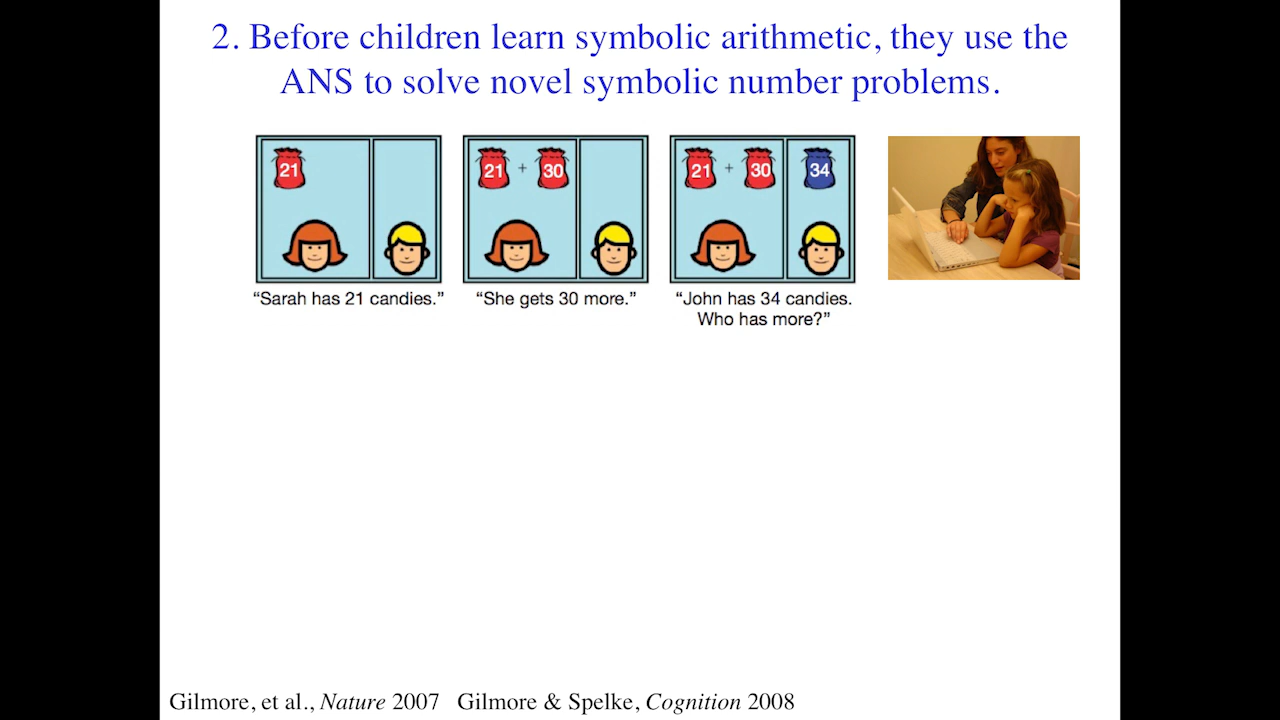 2. Before children learn symbolic arithmetic, they use the
ANS to solve novel symbolic number problems.
21
21 + 30
21 + 30 34
“Sarah has 21 candies.”
“She gets 30 more.”
“John has 34 candies.
Who has more?”
Gilmore, et al., Nature 2007 Gilmore & Spelke, Cognition 2008